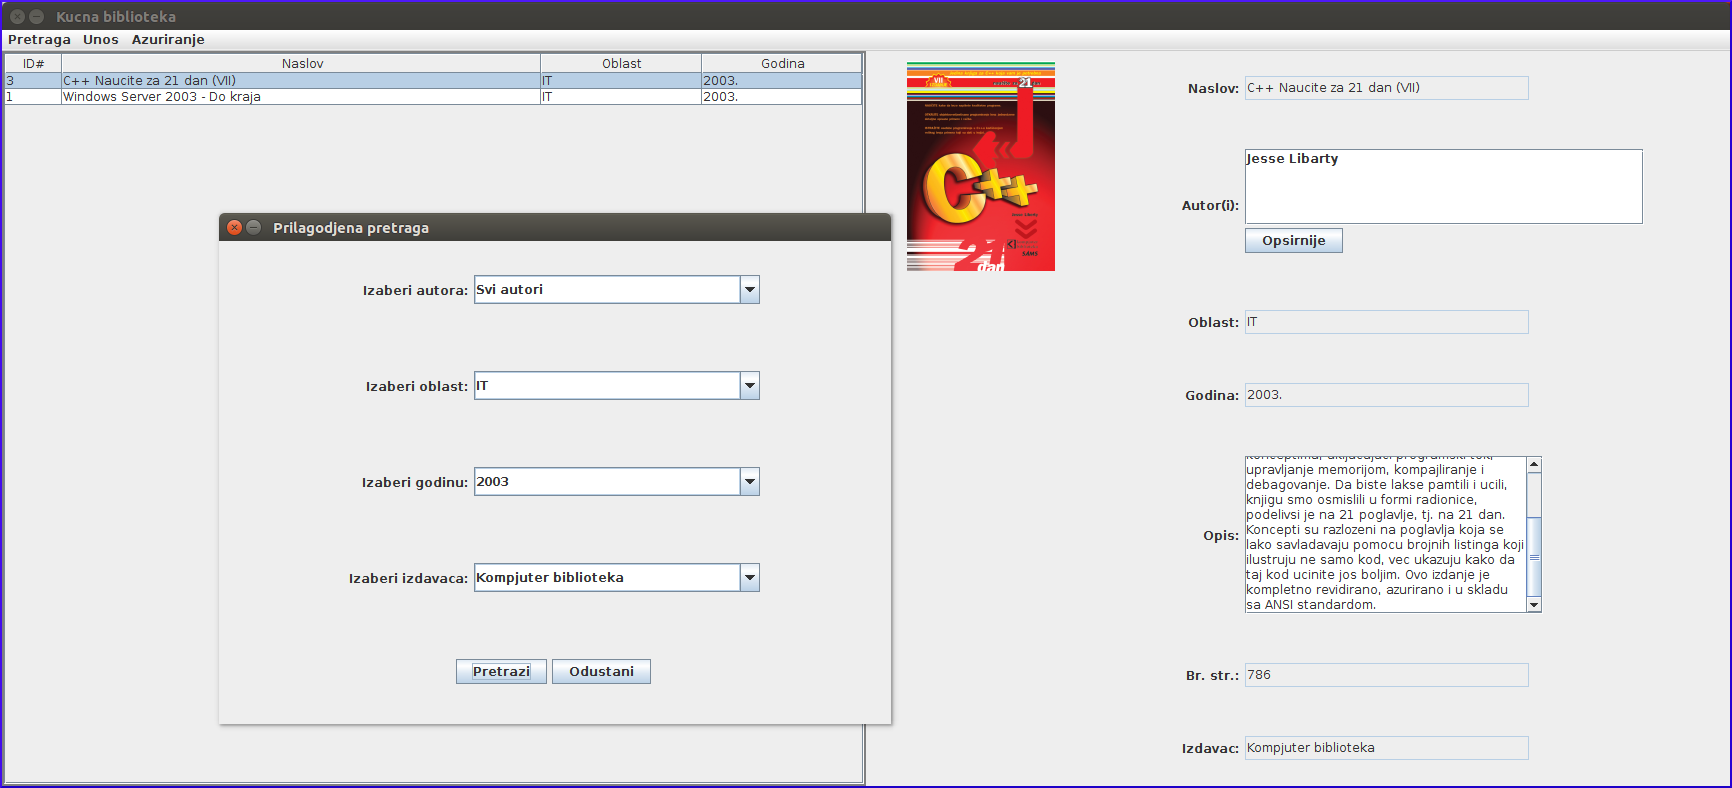 Kucna biblioteka
Pretraga Unos Azuriranje
ID# Naslov Oblast Godina
3 C++ Naucite za 21 dan (VII) IT 2003.
1 Windows Server 2003 - Do kraja IT 2003.
Prilagodjena pretraga
Izaberi autora: Svi autori
Izaberi oblast: IT
Izaberi godinu: 2003
Izaberi izdavaca: Kompjuter biblioteka
Pretrazi Odustani
VII
21
C++
21
dan
SAMS
Naslov: C++ Naucite za 21 dan (VII)
Jesse Libarty
Autor(i):
Opsirnije
Oblast: IT
Godina: 2003.
Opis:
upravljanje memorijom, kompajliranje i
debagovanje. Da biste lakse pamtili i ucili,
knjigu smo osmislili u formi radionice,
podelivsi je na 21 poglavlje, tj. na 21 dan.
Koncepti su razlozeni na poglavlja koja se
lako savladavaju pomocu brojnih listinga koji
ilustruju ne samo kod, vec ukazuju kako da
taj kod ucinite jos boljim. Ovo izdanje je
kompletno revidirano, azurirano i u skladu
sa ANSI standardom.
Br. str.: 786
Izdavac: Kompjuter biblioteka